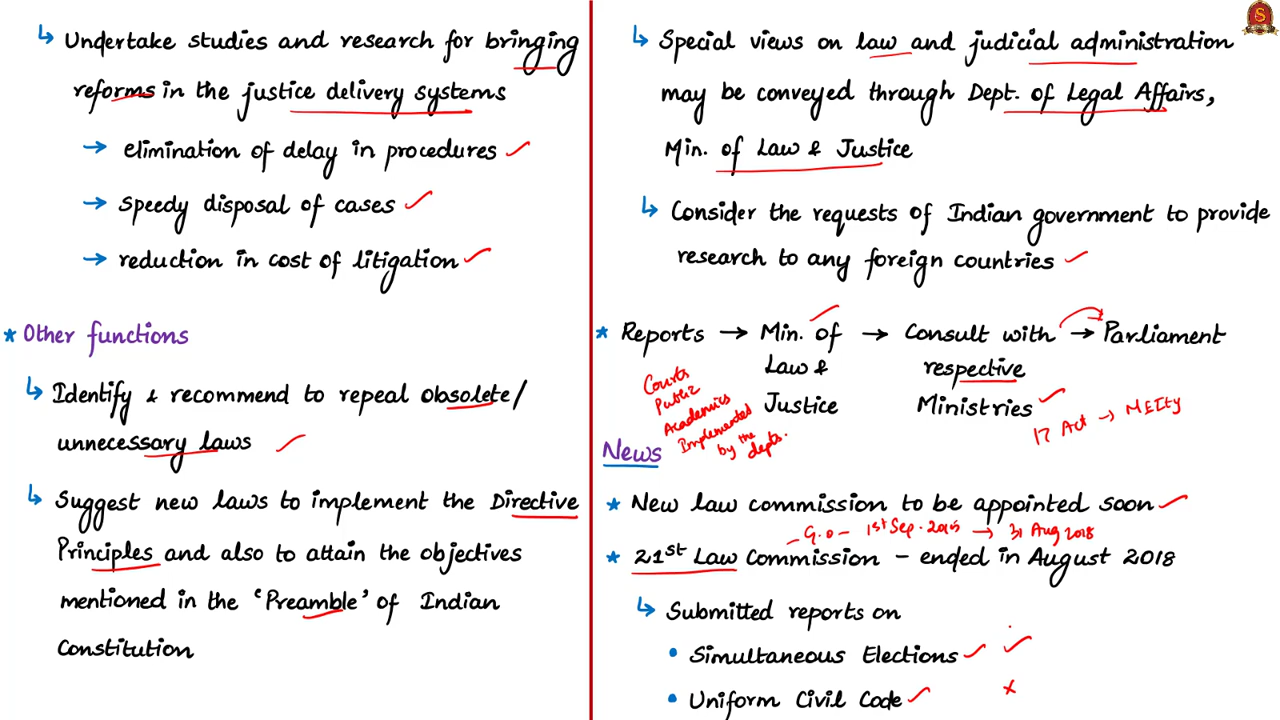 ↳ Undertake studies and research for bringing
reforms in the justice delivery systems
→ elimination of delay in procedures
→ speedy disposal of cases
→ reduction in cost of litigation
* Other functions
↳ Identify & recommend to repeal obsolete/
unnecessary laws
↳ Suggest new laws to implement the Directive
Principles and also to attain the objectives
mentioned in the 'Preamble' of Indian
Constitution
S
↳ Special views on law and judicial administration
may be conveyed through Dept. of Legal Affairs,
Min. of Law & Justice
↳ Consider the requests of Indian government to provide
research to any foreign countries
* Reports → Min. of → Consult with → Parliament
Law & respective
Justice Ministries
Courts
Public
Academics
Implemented
by the
depts.
IT Act → MEITy
News
* New law commission to be appointed soon
- G.O - 1st Sep. 2015 → 31 Aug 2018
* 21st Law Commission - ended in August 2018
↳ Submitted reports on
• Simultaneous Elections
• Uniform Civil Code